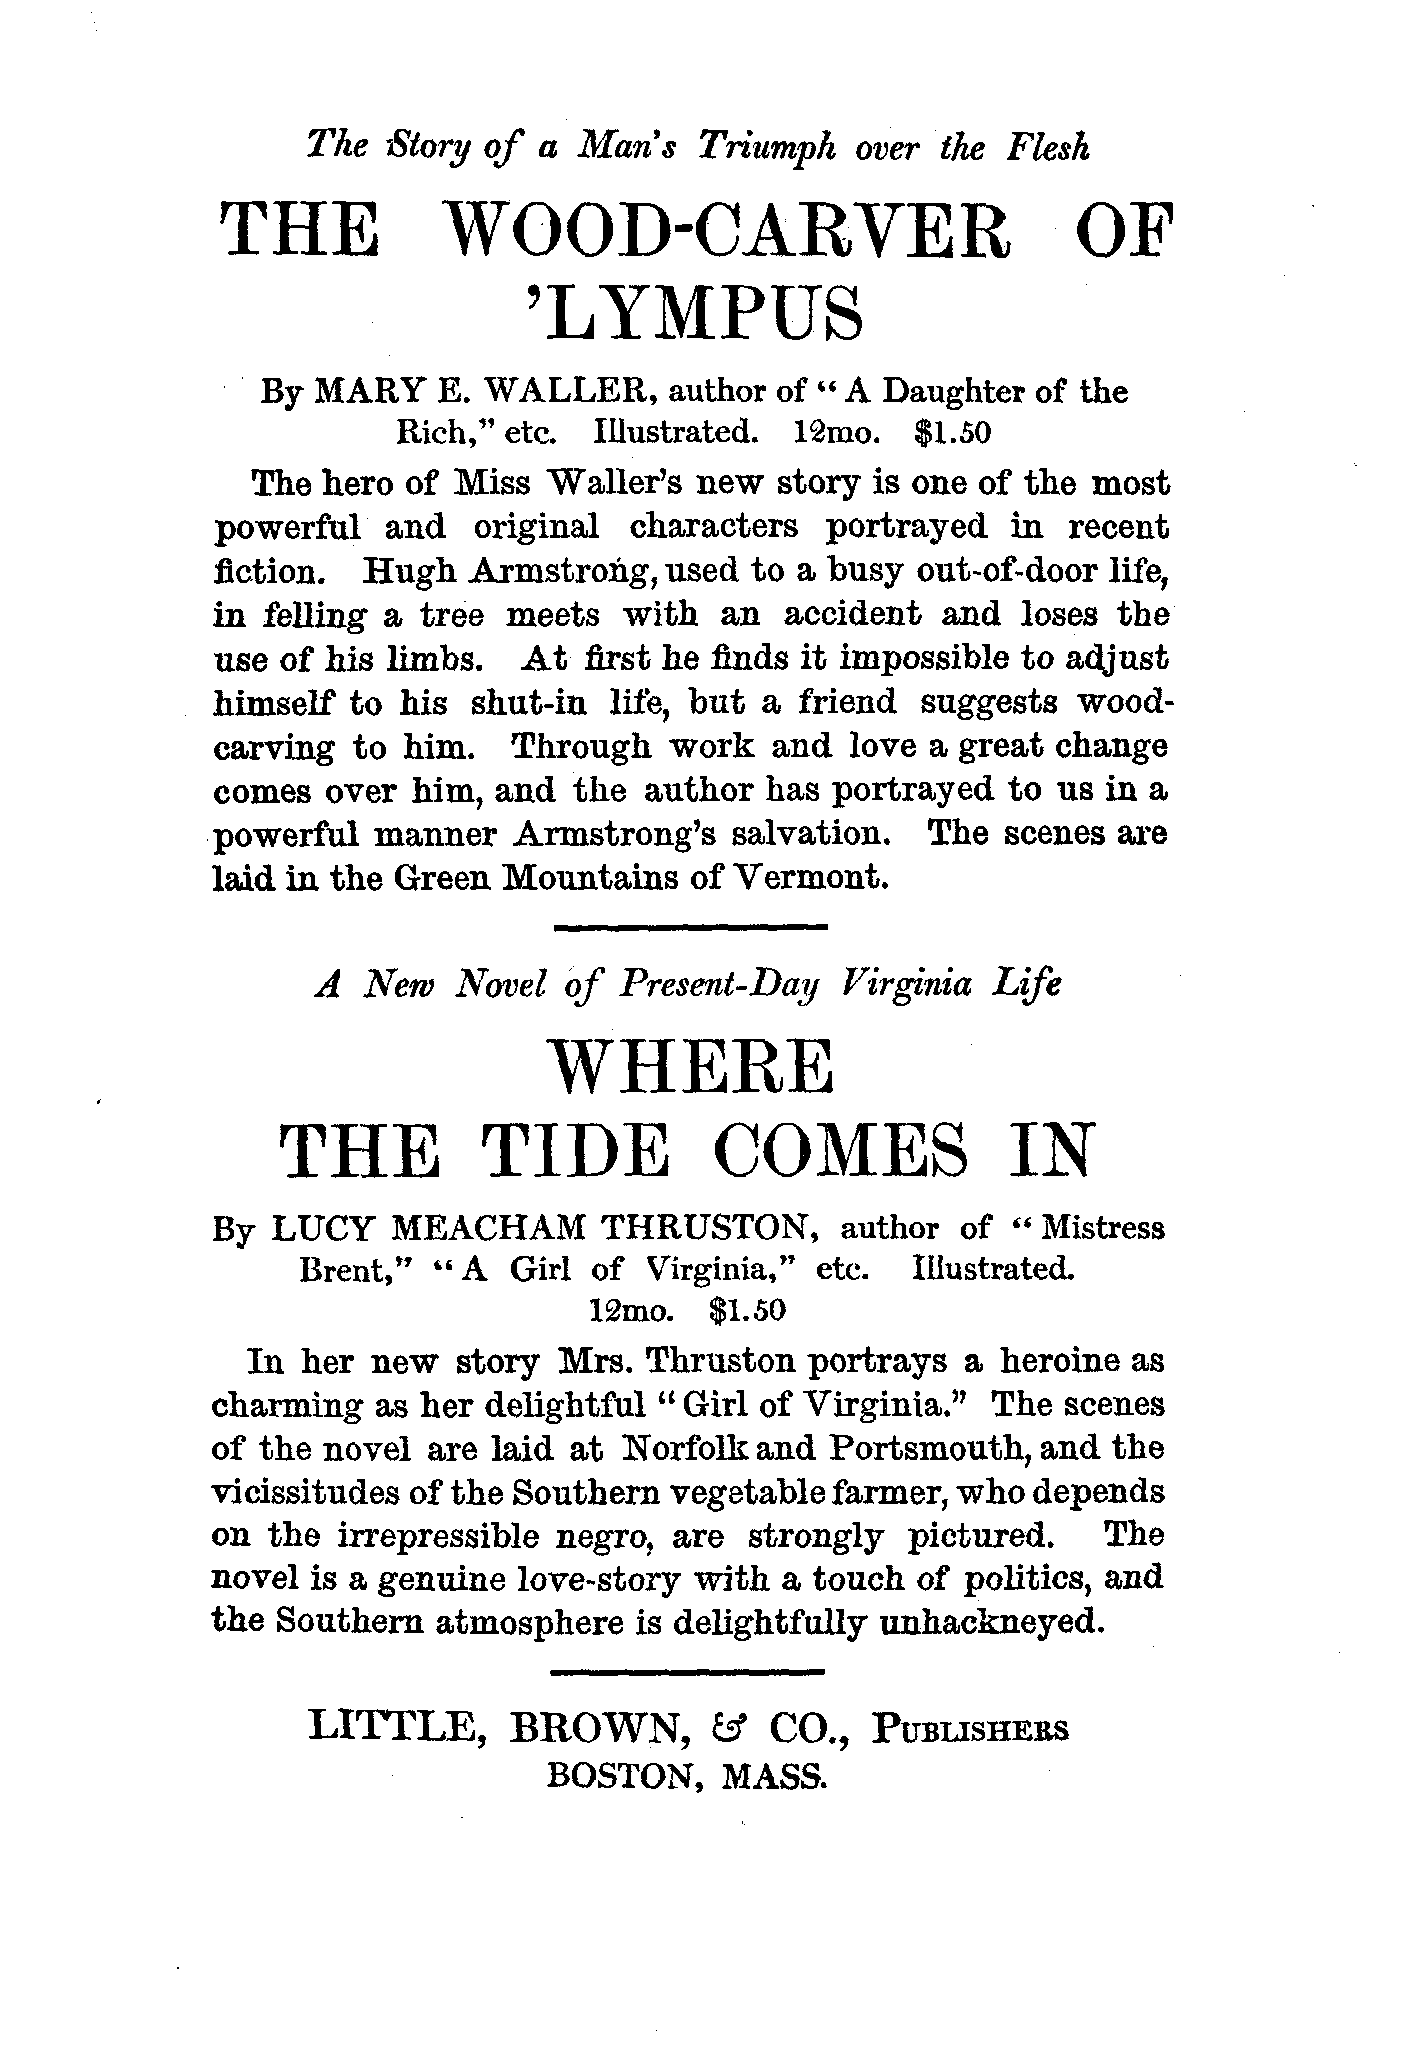 The Story of a Man's Triumph over the Flesh
THE WOOD-CARVER OF
'LYMPUS
By MARY E. WALLER, author of "A Daughter of the
Rich," etc. Illustrated. 12mo. $1.50
The hero of Miss Waller's new story is one of the most
powerful and original characters portrayed in recent
fiction. Hugh Armstrong, used to a busy out-of-door life,
in felling a tree meets with an accident and loses the
use of his limbs. At first he finds it impossible to adjust
himself to his shut-in life, but a friend suggests wood-
carving to him. Through work and love a great change
comes over him, and the author has portrayed to us in a
powerful manner Armstrong's salvation. The scenes are
laid in the Green Mountains of Vermont.
A New Novel of Present-Day Virginia Life
WHERE
THE TIDE COMES IN
By LUCY MEACHAM THRUSTON, author of "Mistress
Brent," "A Girl of Virginia," etc. Illustrated.
12mo. $1.50
In her new story Mrs. Thruston portrays a heroine as
charming as her delightful "Girl of Virginia." The scenes
of the novel are laid at Norfolk and Portsmouth, and the
vicissitudes of the Southern vegetable farmer, who depends
on the irrepressible negro, are strongly pictured. The
novel is a genuine love-story with a touch of politics, and
the Southern atmosphere is delightfully unhackneyed.
LITTLE, BROWN, & CO., PUBLISHERS
BOSTON, MASS.